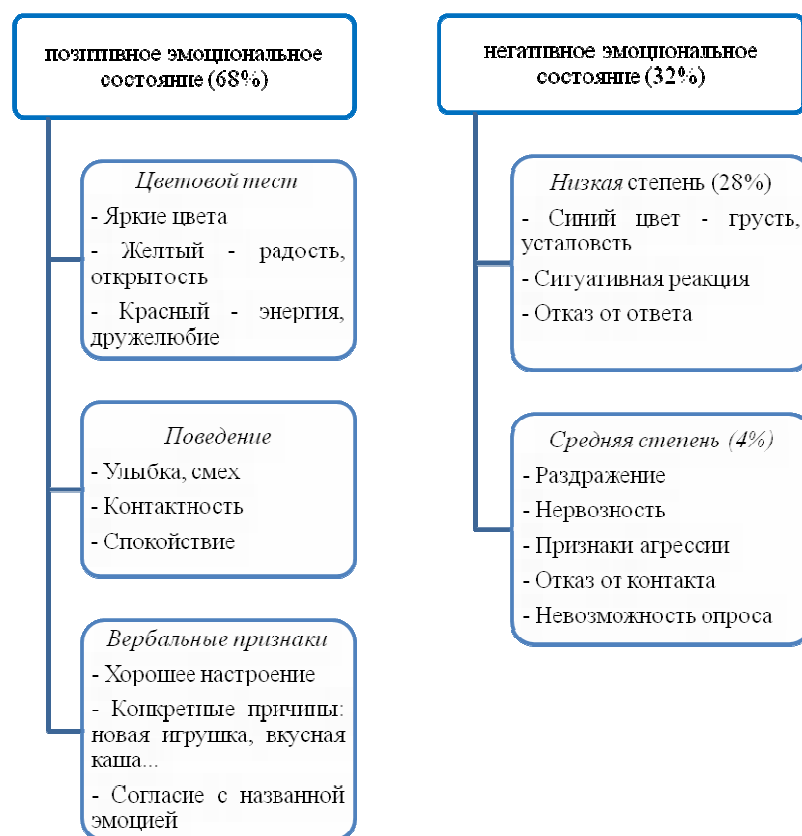 позитивное эмоциональное
состояние (68%)
Цветовой тест
- Яркие цвета
- Желтый - радость,
открытость
- Красный - энергия,
дружелюбие
Поведение
- Улыбка, смех
- Контактность
- Спокойствие
Вербальные признаки
- Хорошее настроение
- Конкретные причины:
новая игрушка, вкусная
каша...
- Согласие с названной
эмоцией
негативное эмоциональное
состояние (32%)
Низкая степень (28%)
- Синий цвет - грусть,
усталовсть
- Ситуативная реакция
- Отказ от ответа
Средняя степень (4%)
- Раздражение
- Нервозность
- Признаки агрессии
- Отказ от контакта
- Невозможность опроса